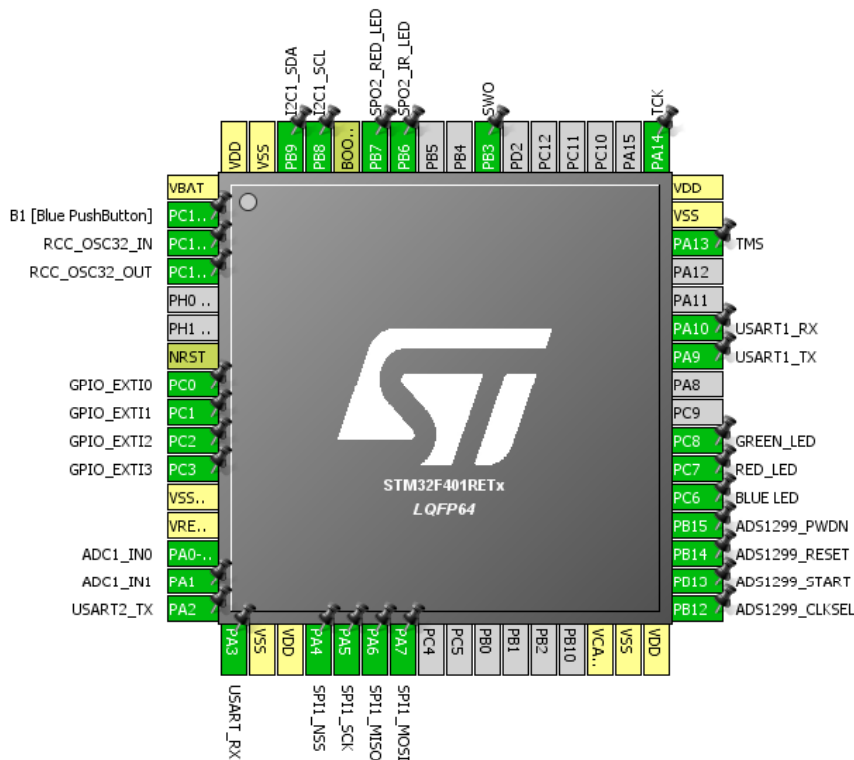 I2C1_SDA
I2C1_SCL
SPO2_RED_LED
SPO2_IR_LED
SWO
TCK
VDD
VSS
PB9
PB8
BOO..
PB7
PB6
PB5
PB4
PB3
PD2
PC12
PC11
PC10
PA15
PA14
VBAT
B1 [Blue PushButton] PC1..
RCC_OSC32_IN PC1..
RCC_OSC32_OUT PC1..
PH0 ..
PH1 ..
NRST
GPIO_EXTI0 PC0
GPIO_EXTI1 PC1
GPIO_EXTI2 PC2
GPIO_EXTI3 PC3
VSS..
VRE..
ADC1_IN0 PA0-..
ADC1_IN1 PA1
USART2_TX PA2
ST
STM32F401RETx
LQFP64
VDD
VSS
PA13 TMS
PA12
PA11
PA10 USART1_RX
PA9 USART1_TX
PA8
PC9
PC8 GREEN_LED
PC7 RED_LED
PC6 BLUE LED
PB15 ADS1299_PWDN
PB14 ADS1299_RESET
PD13 ADS1299_START
PB12 ADS1299_CLKSEL
PA3
VSS
VDD
PA4
PA5
PA6
PA7
PC4
PC5
PB0
PB1
PB2
PB10
VCA..
VSS
VDD
USART_RX
SPI1_NSS
SPI1_SCK
SPI1_MISO
SPI1_MOSI